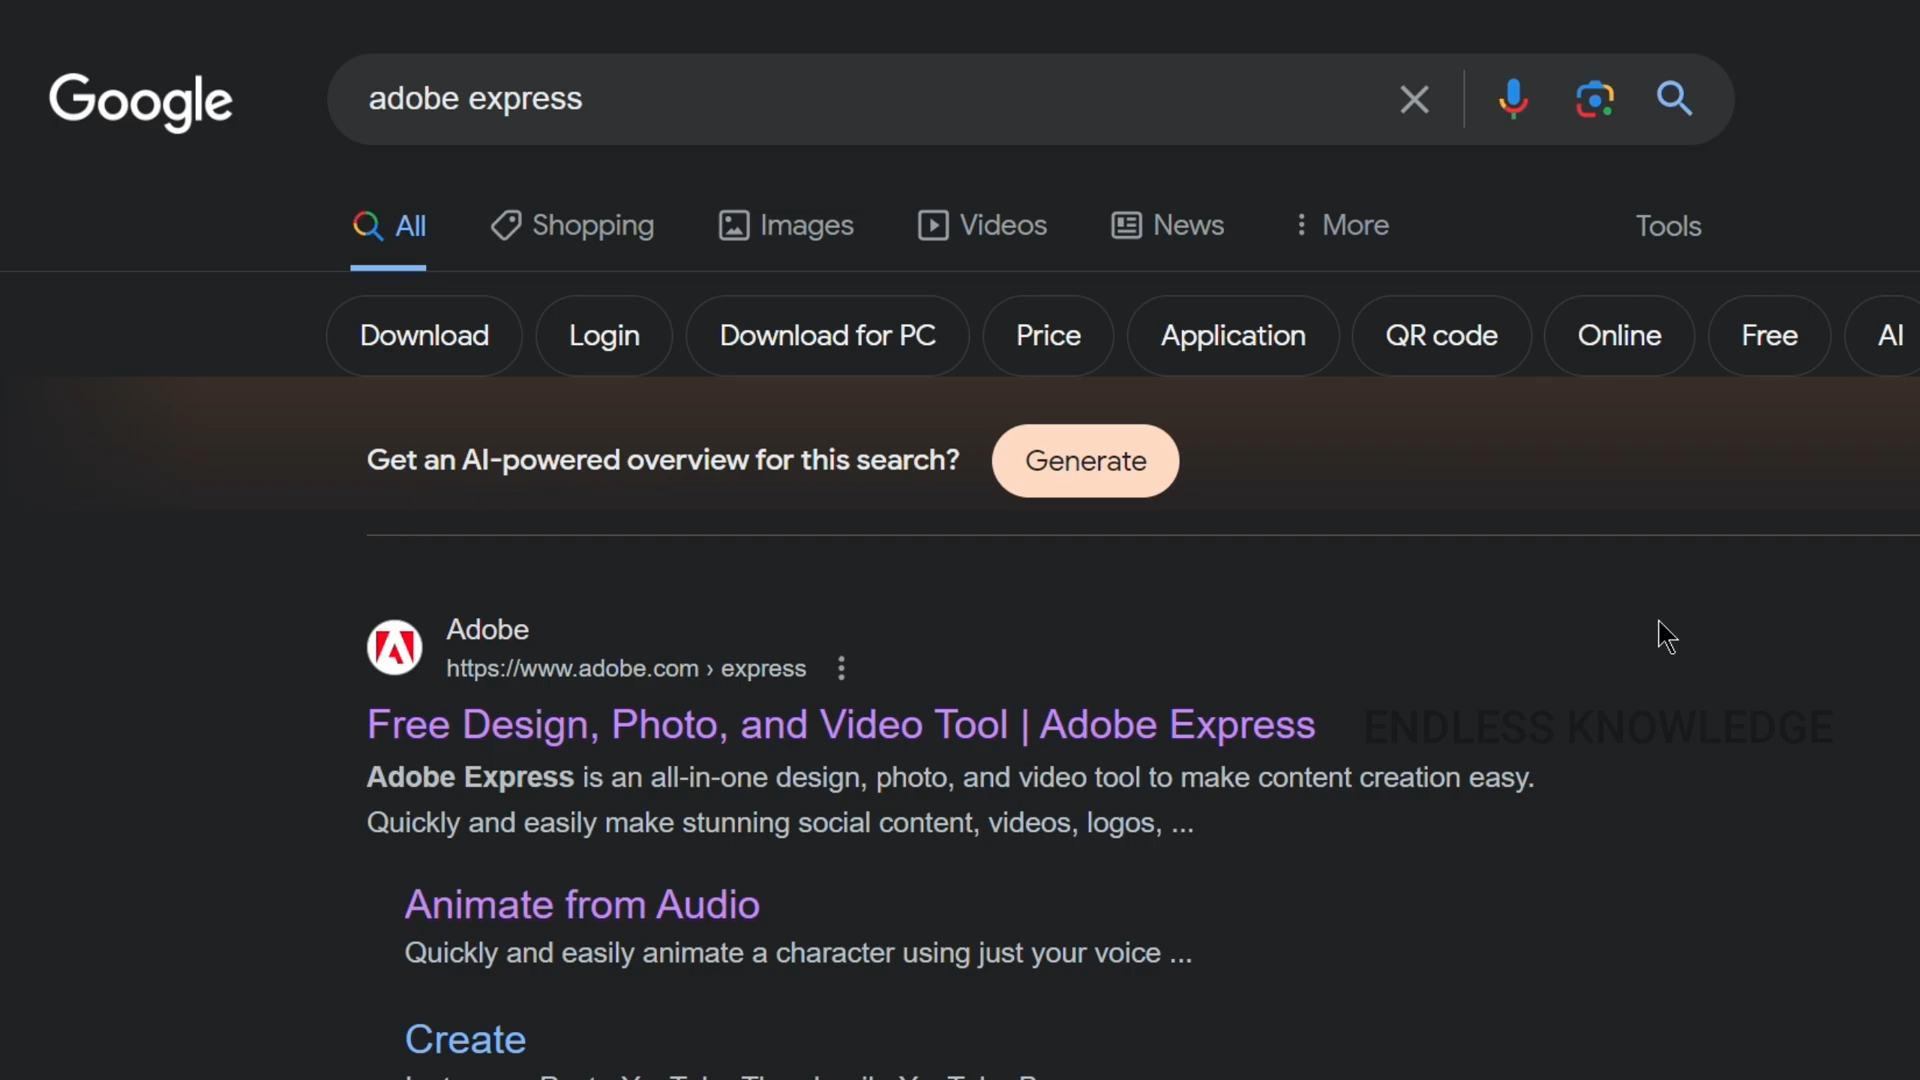 Google
adobe express
All Shopping Images Videos News More Tools
Download Login Download for PC Price Application QR code Online Free AI
Get an AI-powered overview for this search? Generate
Adobe
https://www.adobe.com › express
Free Design, Photo, and Video Tool | Adobe Express
ENDLESS KNOWLEDGE
Adobe Express is an all-in-one design, photo, and video tool to make content creation easy.
Quickly and easily make stunning social content, videos, logos, ...
Animate from Audio
Quickly and easily animate a character using just your voice ...
Create